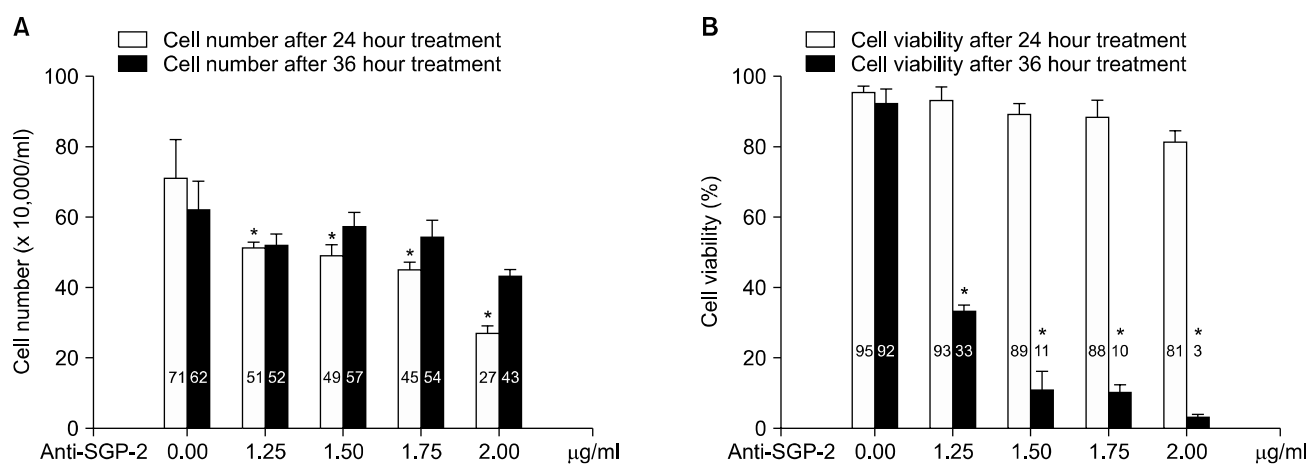 A
Cell number after 24 hour treatment
Cell number after 36 hour treatment
Cell number (x 10,000/ml)
100
80
60
40
20
0
* * * *
71 62 51 52 49 57 45 54 27 43
Anti-SGP-2 0.00 1.25 1.50 1.75 2.00 μg/ml
B
Cell viability after 24 hour treatment
Cell viability after 36 hour treatment
Cell viability (%)
100
80
60
40
20
0
* * * *
95 92 93 33 89 11 88 10 81 3
Anti-SGP-2 0.00 1.25 1.50 1.75 2.00 μg/ml